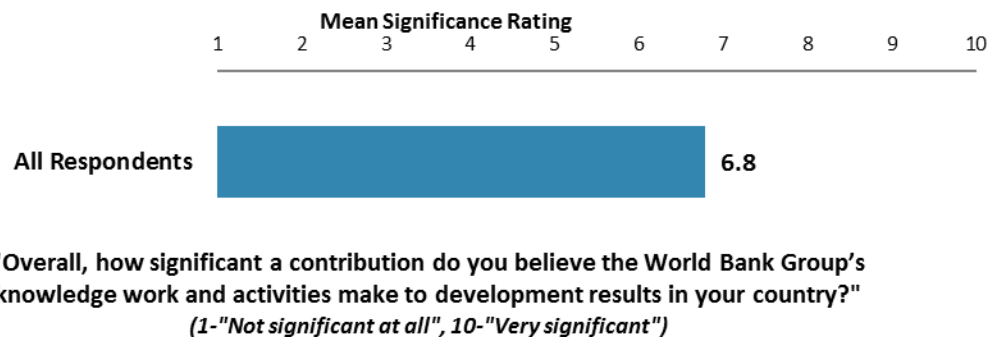 Mean Significance Rating
1 2 3 4 5 6 7 8 9 10
All Respondents 6.8
"Overall, how significant a contribution do you believe the World Bank Group’s
knowledge work and activities make to development results in your country?"
(1-"Not significant at all", 10-"Very significant")